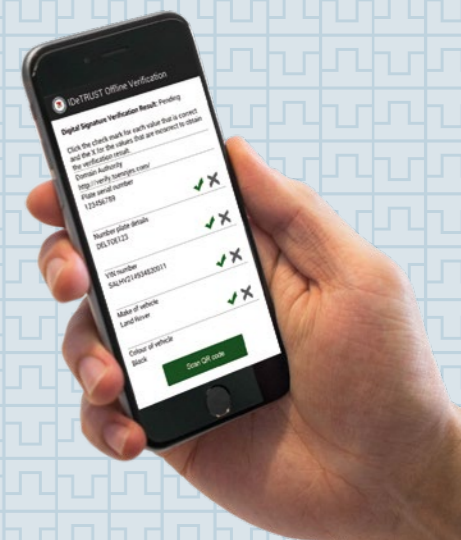 IDeTRUST Offline Verification
Digital Signature Verification Result: Pending
Click the check mark for each value that is correct
and the X for the values that are incorrect to obtain
the verification result.
Domain Authority
http://verify.toennjes.com/
Plate serial number
123456789
Number plate details
DELTOE123
VIN number
SALHV214934820011
Make of vehicle
Land Rover
Colour of vehicle
Black
Scan QR code